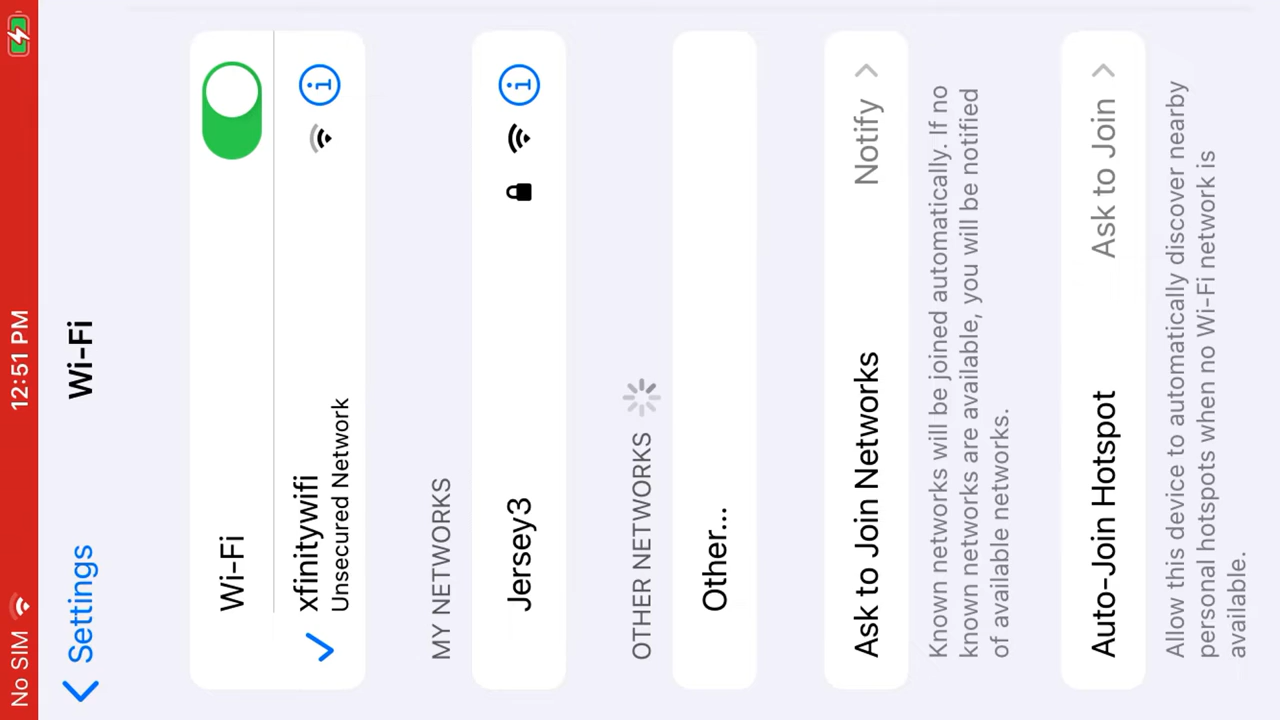 No SIM 12:51 PM
Settings Wi-Fi
Wi-Fi
xfinitywifi
Unsecured Network
MY NETWORKS
Jersey3
OTHER NETWORKS
Other...
Ask to Join Networks Notify
Known networks will be joined automatically. If no
known networks are available, you will be notified
of available networks.
Auto-Join Hotspot Ask to Join
Allow this device to automatically discover nearby
personal hotspots when no Wi-Fi network is
available.